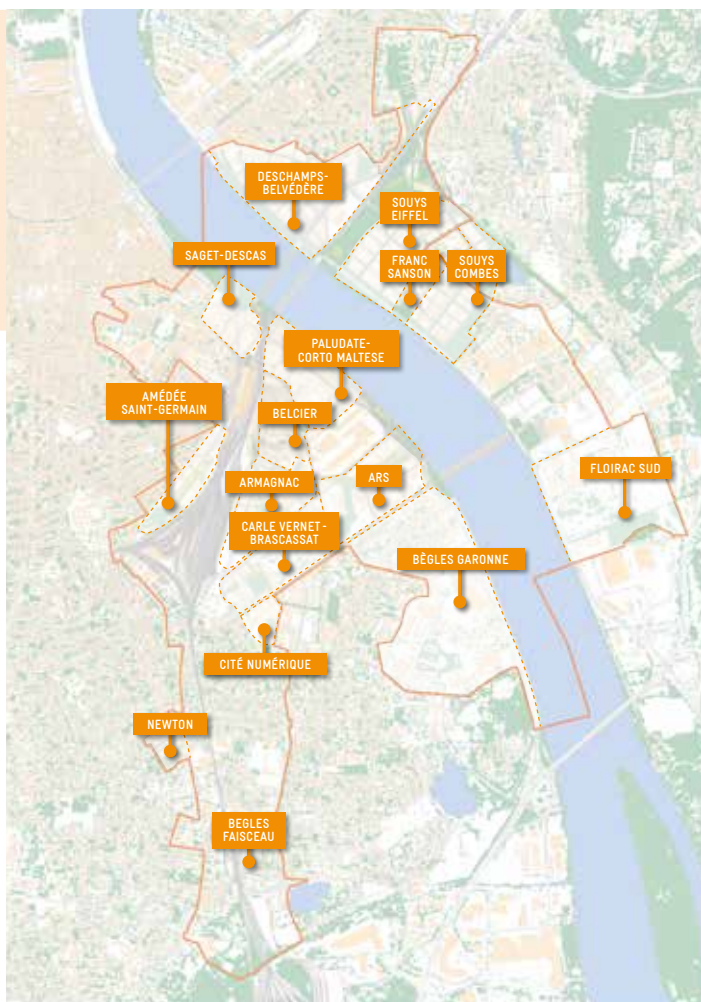 DESCHAMPS-
BELVÉDÈRE
SOUYS
EIFFEL
SAGET-DESCAS
FRANC
SANSON
SOUYS
COMBES
PALUDATE-
CORTO MALTESE
AMÉDÉE
SAINT-GERMAIN
BELCIER
ARMAGNAC
ARS
FLOIRAC SUD
CARLE VERNET-
BRASCASSAT
BÈGLES GARONNE
CITÉ NUMÉRIQUE
NEWTON
BEGLES
FAISCEAU